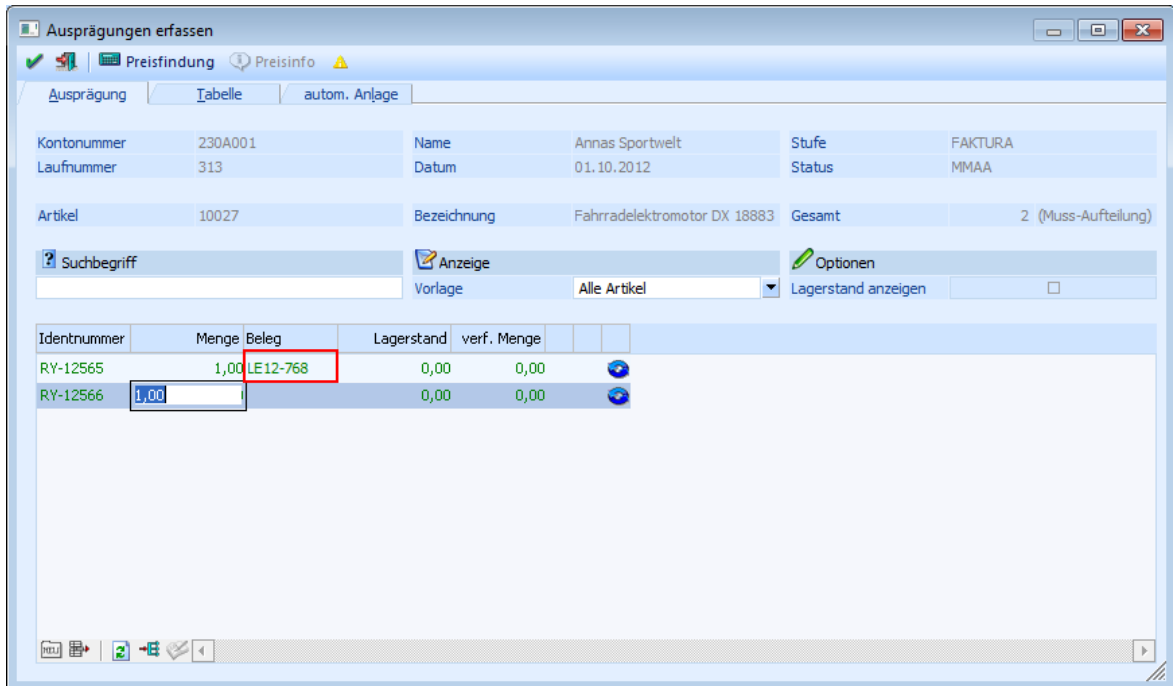 Ausprägungen erfassen
Preisfindung Preisinfo
Ausprägung Tabelle autom. Anlage
Kontonummer 230A001 Name Annas Sportwelt Stufe FAKTURA
Laufnummer 313 Datum 01.10.2012 Status MMAA
Artikel 10027 Bezeichnung Fahrradelektromotor DX 18883 Gesamt 2 (Muss-Aufteilung)
Suchbegriff Anzeige Optionen
Vorlage Alle Artikel Lagerstand anzeigen
Identnummer Menge Beleg Lagerstand verf. Menge
RY-12565 1,00 LE12-768 0,00 0,00
RY-12566 1,00 0,00 0,00